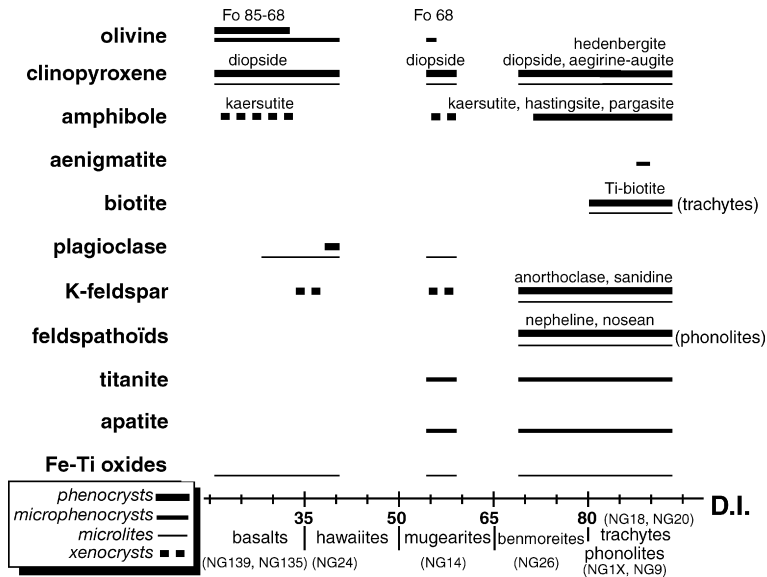 Fo 85-68 Fo 68
olivine
hedenbergite
diopside diopside diopside, aegirine-augite
clinopyroxene
kaersutite kaersutite, hastingsite, pargasite
amphibole
aenigmatite
Ti-biotite
biotite (trachytes)
plagioclase
anorthoclase, sanidine
K-feldspar
nepheline, nosean
feldspathoïds (phonolites)
titanite
apatite
Fe-Ti oxides
phenocrysts
microphenocrysts
microlites
xenocrysts
35 50 65 80 D.I.
(NG18, NG20)
basalts hawaiites mugearites benmoreites trachytes
phonolites
(NG139, NG135) (NG24) (NG14) (NG26) (NG1X, NG9)